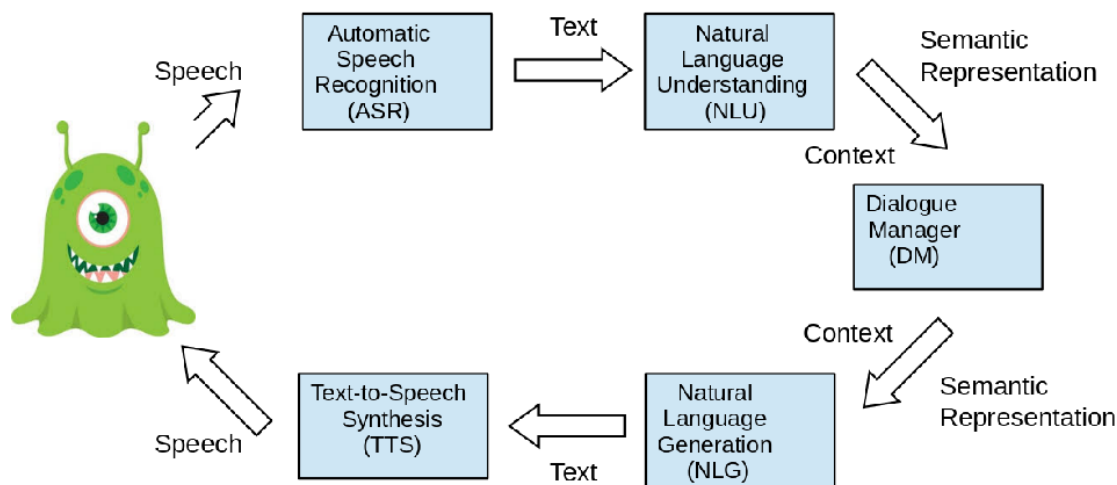 Speech
Automatic
Speech
Recognition
(ASR)
Text
Natural
Language
Understanding
(NLU)
Semantic
Representation
Context
Dialogue
Manager
(DM)
Context
Semantic
Representation
Natural
Language
Generation
(NLG)
Text
Text-to-Speech
Synthesis
(TTS)
Speech